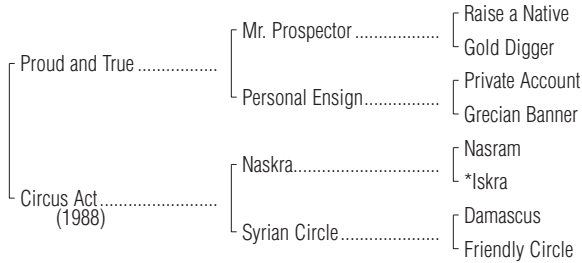 Raise a Native
Mr. Prospector ..................
Gold Digger
Proud and True .................
Private Account
Personal Ensign ................
Grecian Banner
Nasram
Naskra ..............................
*Iskra
Circus Act .........................
(1988)
Damascus
Syrian Circle .....................
Friendly Circle